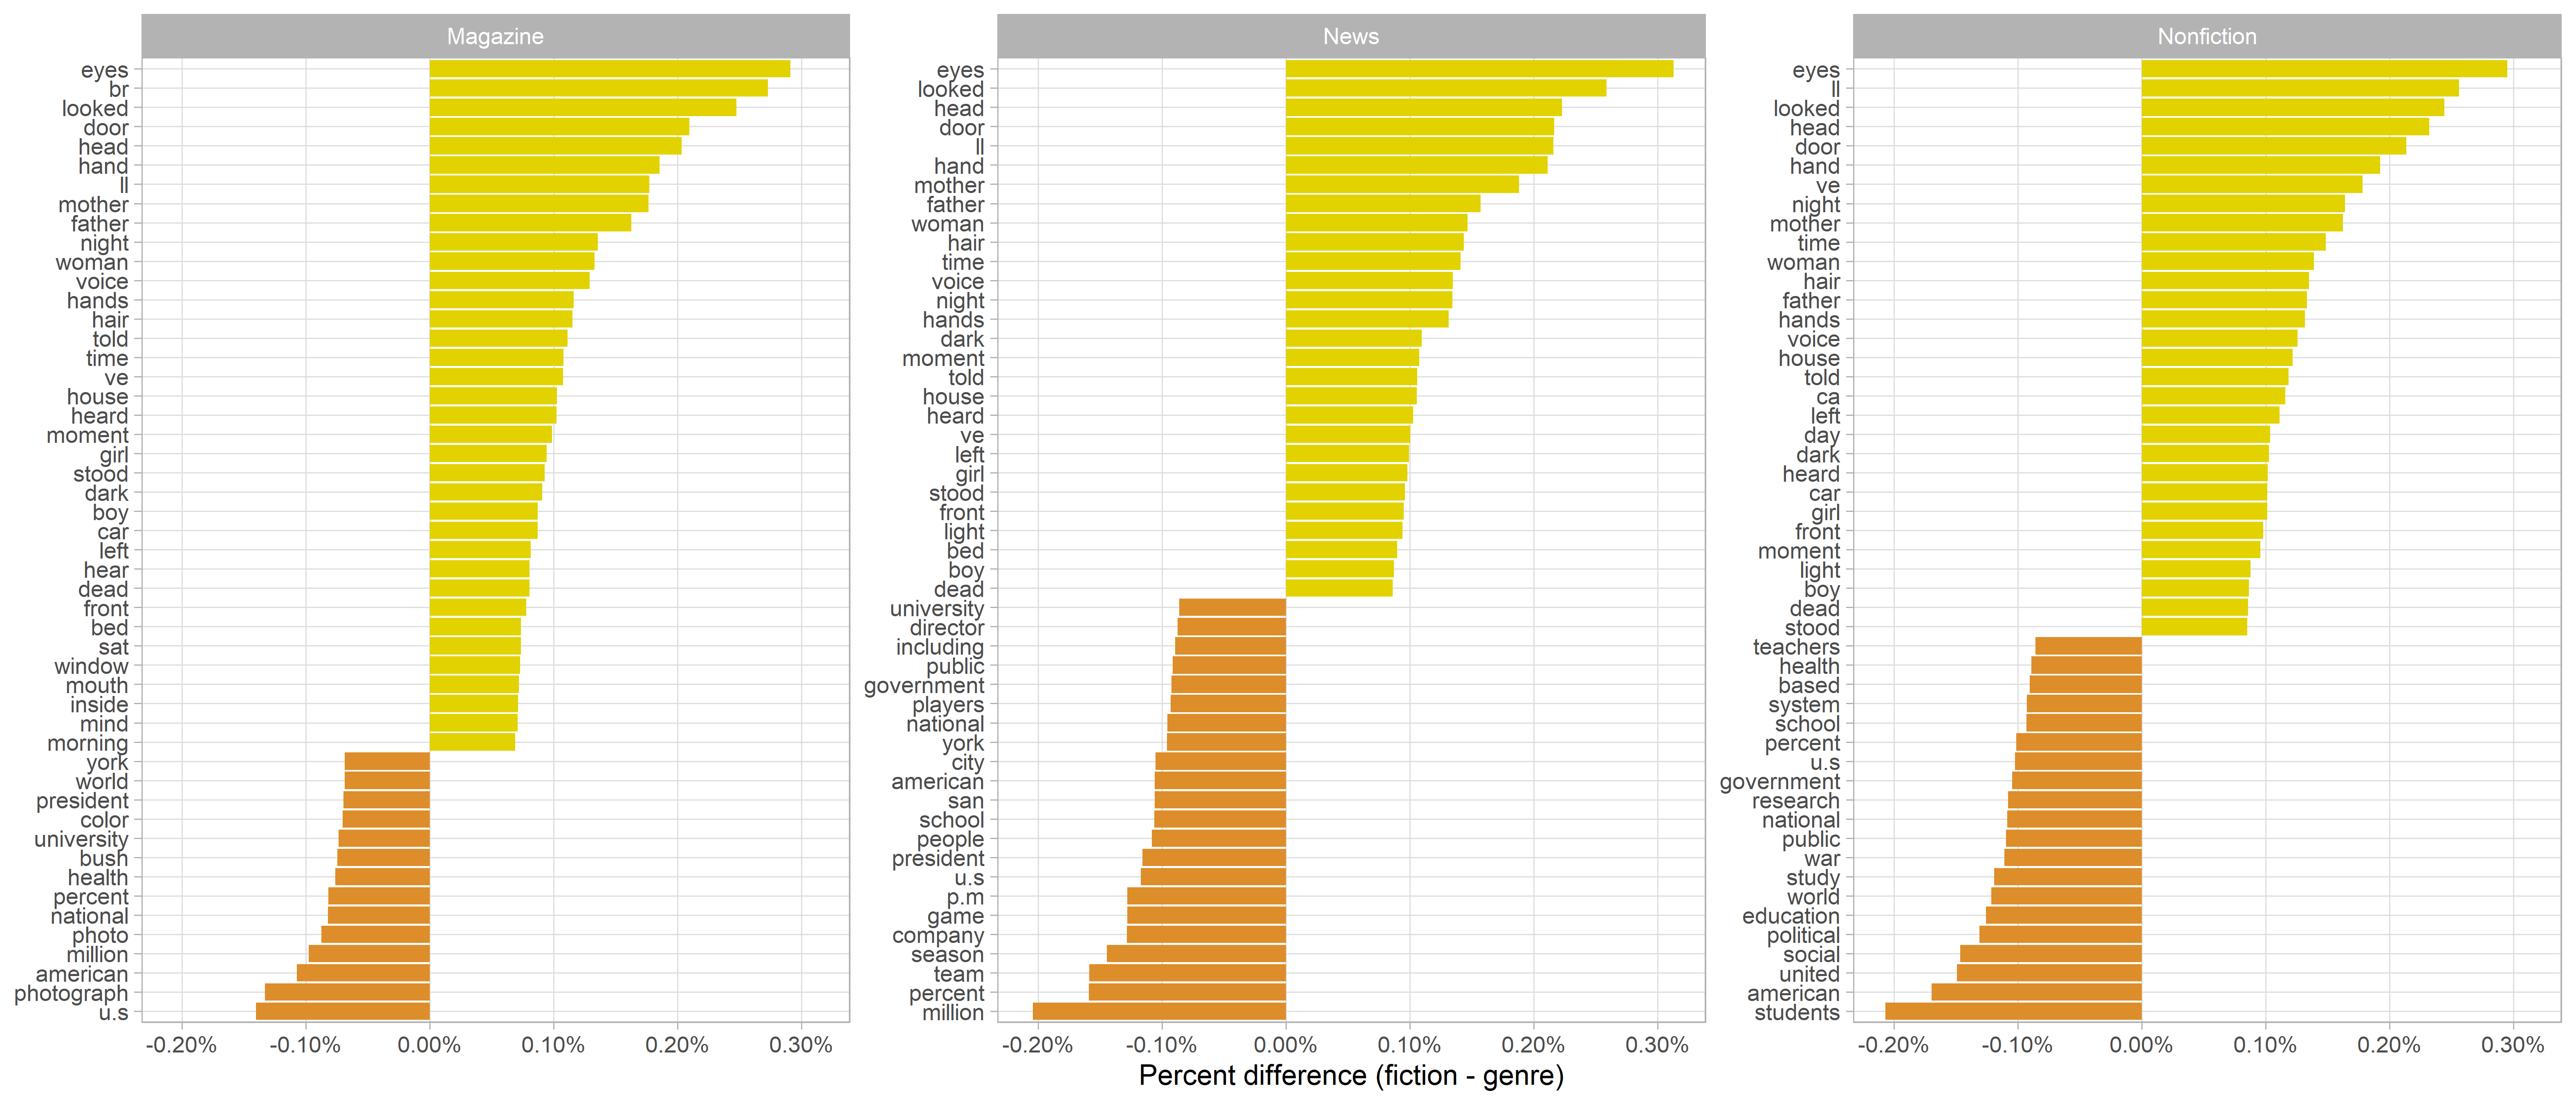 Magazine
eyes
br
looked
door
head
hand
ll
mother
father
night
woman
voice
hands
hair
told
time
ve
house
heard
moment
girl
stood
dark
boy
car
left
hear
dead
front
bed
sat
window
mouth
inside
mind
morning
york
world
president
color
university
bush
health
percent
national
photo
million
american
photograph
u.s
-0.20% -0.10% 0.00% 0.10% 0.20% 0.30%
News
eyes
looked
head
door
ll
hand
mother
father
woman
hair
time
voice
night
hands
dark
moment
told
house
heard
ve
left
girl
stood
front
light
bed
boy
dead
university
director
including
public
government
players
national
york
city
american
san
school
people
president
u.s
p.m
game
company
season
team
percent
million
-0.20% -0.10% 0.00% 0.10% 0.20% 0.30%
Nonfiction
eyes
ll
looked
head
door
hand
ve
night
mother
time
woman
hair
father
hands
voice
house
told
ca
left
day
dark
heard
car
girl
front
moment
light
boy
dead
stood
teachers
health
based
system
school
percent
u.s
government
research
national
public
war
study
world
education
political
social
united
american
students
-0.20% -0.10% 0.00% 0.10% 0.20% 0.30%
Percent difference (fiction - genre)